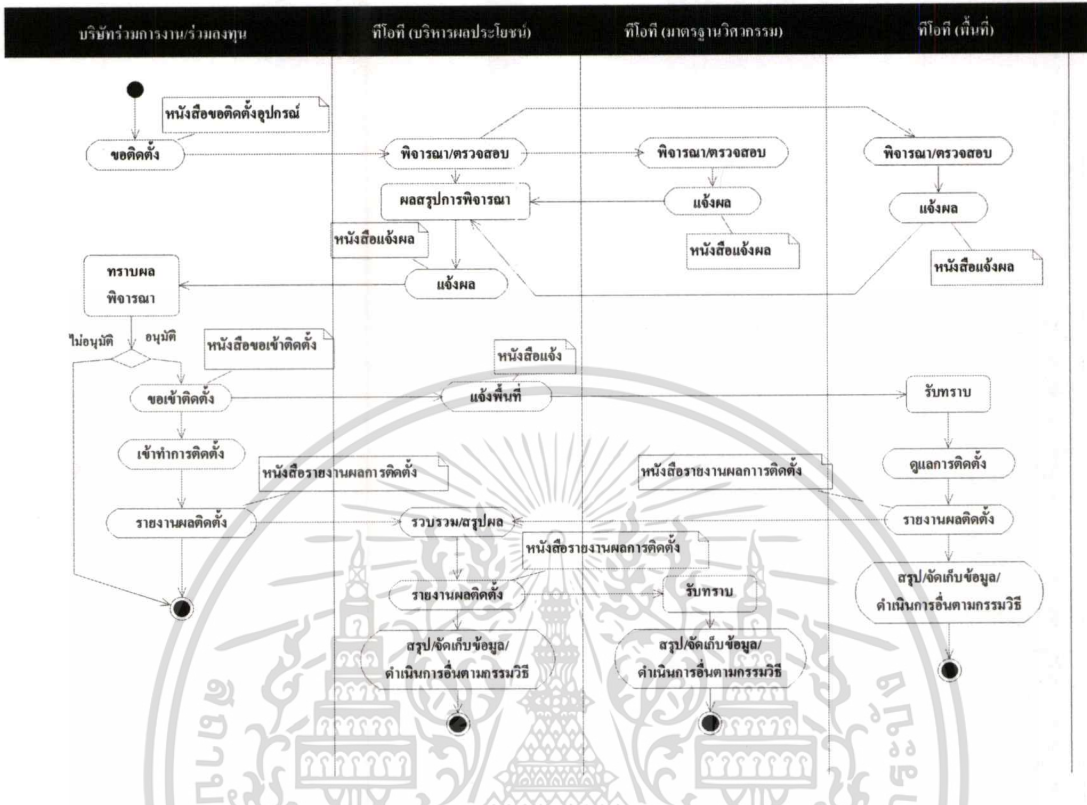 บริษัทร่วมการงาน/ร่วมลงทุน
ทีโอที (บริหารผลประโยชน์)
ทีโอที (มาตรฐานวิศวกรรม)
ทีโอที (พื้นที่)
หนังสือขอติดตั้งอุปกรณ์
ขอติดตั้ง
พิจารณา/ตรวจสอบ
พิจารณา/ตรวจสอบ
พิจารณา/ตรวจสอบ
ผลสรุปการพิจารณา
แจ้งผล
แจ้งผล
หนังสือแจ้งผล
หนังสือแจ้งผล
หนังสือแจ้งผล
ทราบผล
พิจารณา
แจ้งผล
ไม่อนุมัติ
อนุมัติ
หนังสือขอเข้าติดตั้ง
หนังสือแจ้ง
ขอเข้าติดตั้ง
แจ้งพื้นที่
รับทราบ
เข้าทำการติดตั้ง
หนังสือรายงานผลการติดตั้ง
หนังสือรายงานผลกาารติดตั้ง
ดูแลการติดตั้ง
รายงานผลติดตั้ง
รวบรวม/สรุปผล
รายงานผลติดตั้ง
หนังสือรายงานผลการติดตั้ง
รายงานผลติดตั้ง
รับทราบ
สรุป/จัดเก็บข้อมูล/
ดำเนินการอื่นตามกรรมวิธี
สรุป/จัดเก็บข้อมูล/
ดำเนินการอื่นตามกรรมวิธี
สรุป/จัดเก็บข้อมูล/
ดำเนินการอื่นตามกรรมวิธี